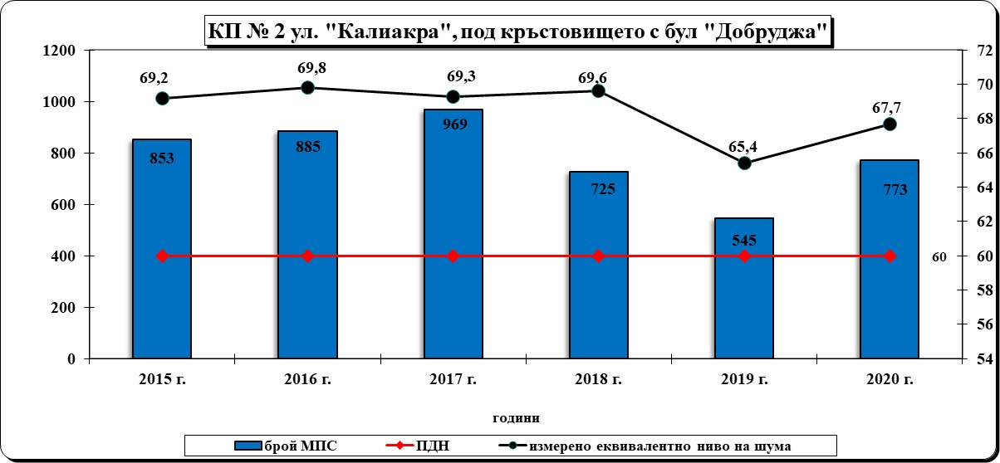 КП № 2 ул. "Калиакра", под кръстовището с бул "Добруджа"
1200 72
1000 70
800 68
600 66
400 64
200 62
0 60
58
56
54
69,2 69,8 69,3 69,6 65,4 67,7
853 885 969 725 545 773
60
2015 г. 2016 г. 2017 г. 2018 г. 2019 г. 2020 г.
години
брой МПС ПДН измерено еквивалентно ниво на шума